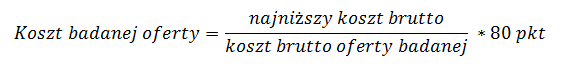 Koszt badanej oferty = najniższy koszt brutto / koszt brutto oferty badanej * 80 pkt